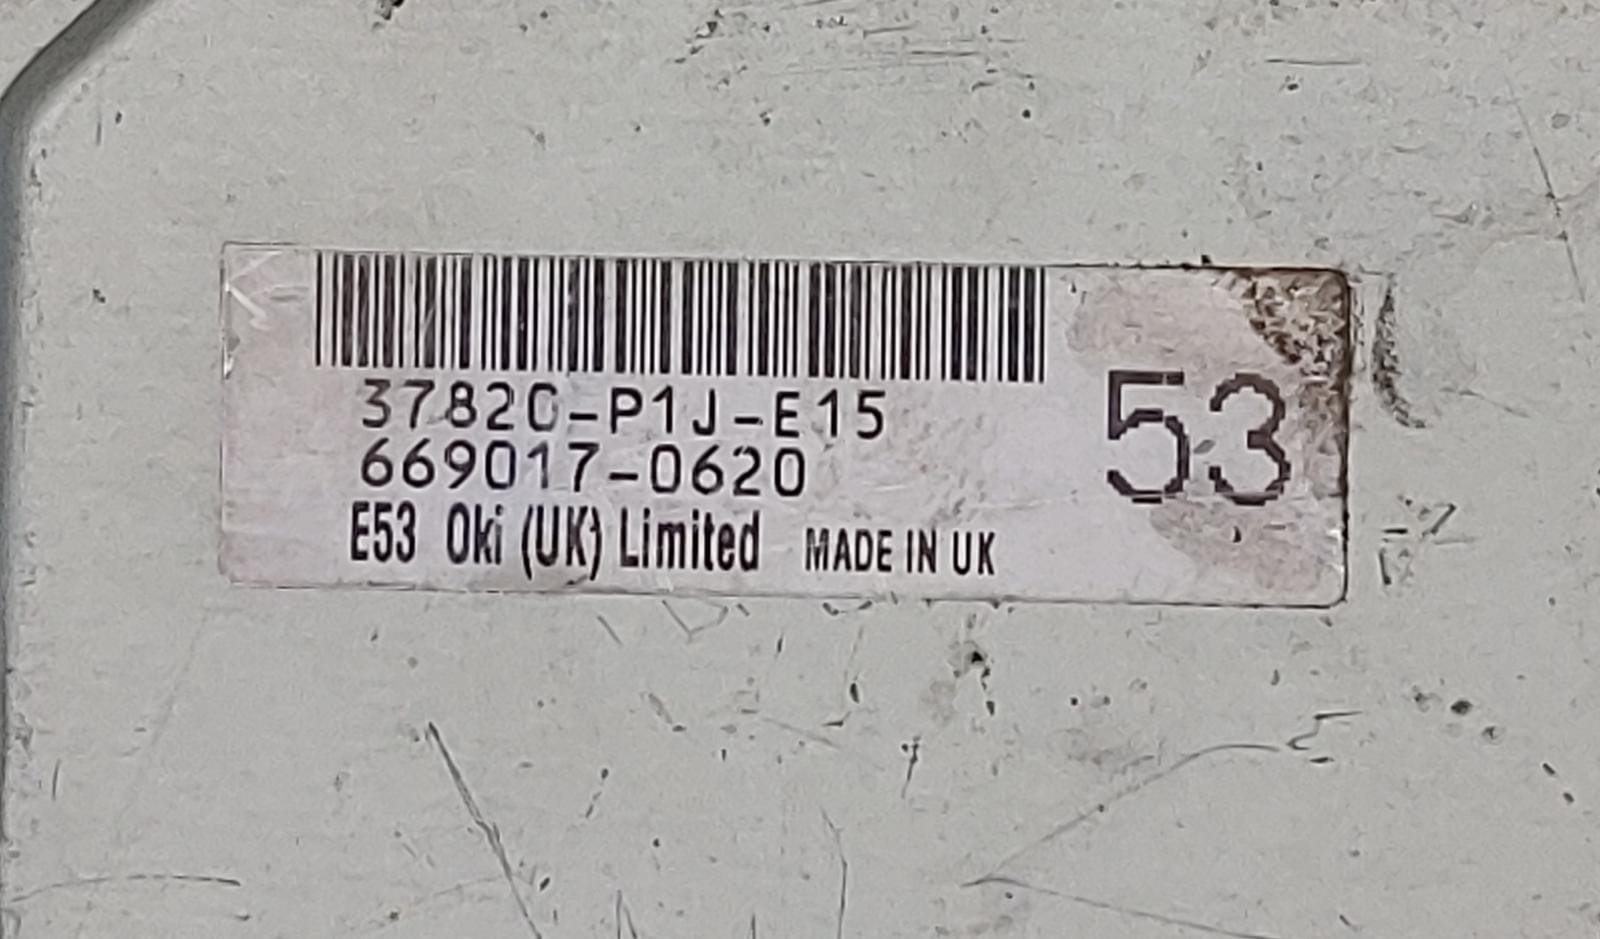 37820-P1J-E15
669017-0620
E53 Oki (UK) Limited MADE IN UK
53